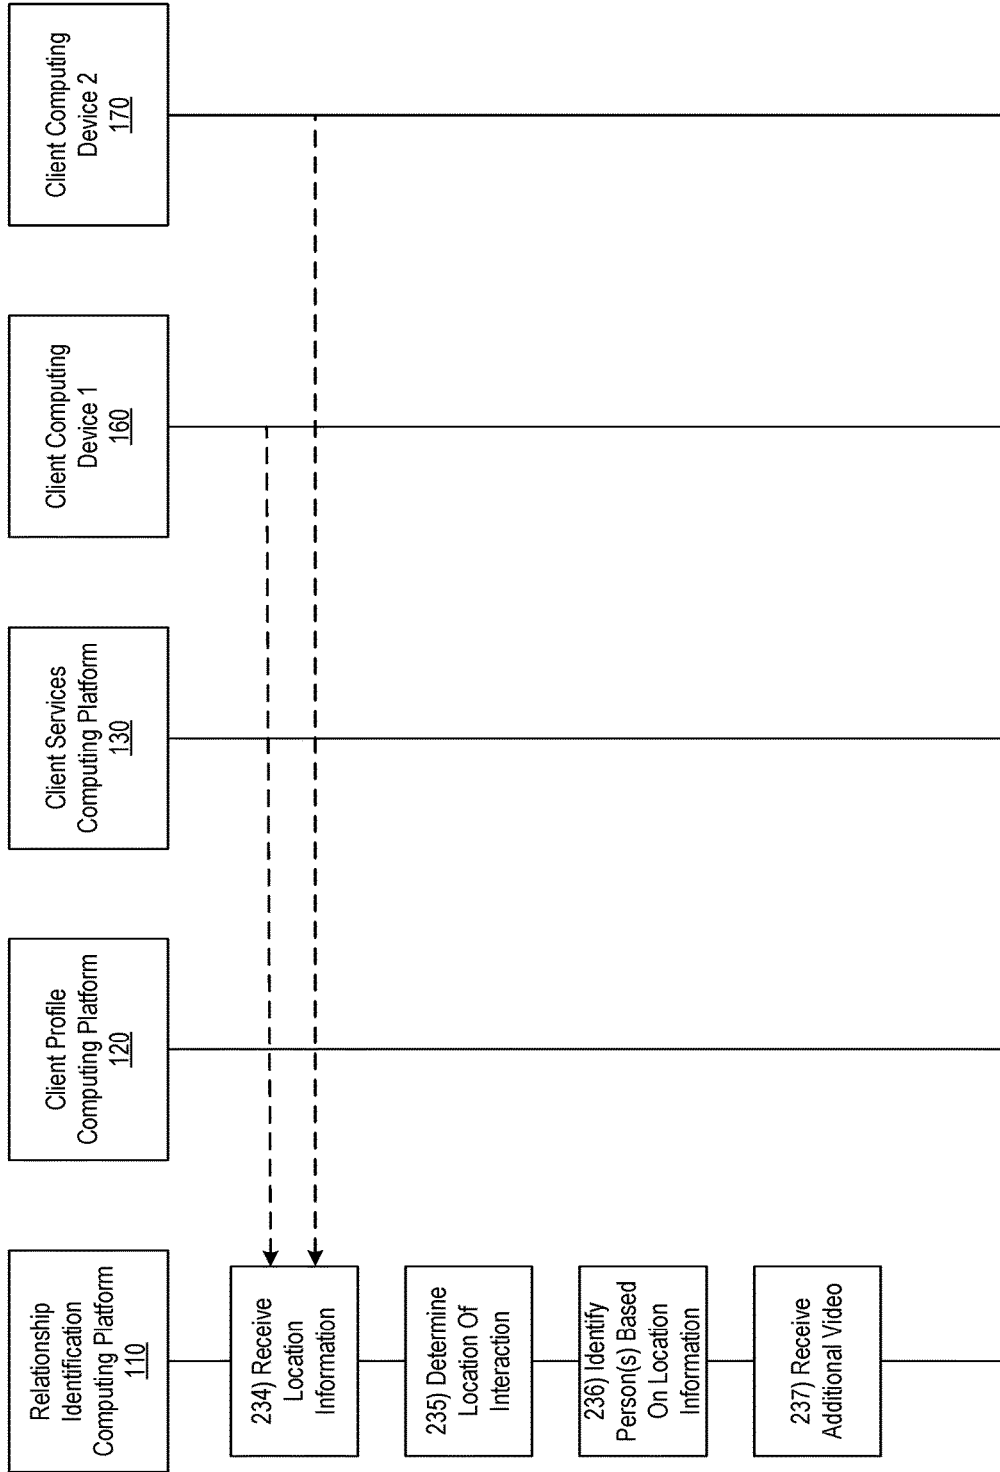 Relationship
Identification
Computing Platform
110
Client Profile
Computing Platform
120
Client Services
Computing Platform
130
Client Computing
Device 1
160
Client Computing
Device 2
170
234) Receive
Location
Information
235) Determine
Location Of
Interaction
236) Identify
Person(s) Based
On Location
Information
237) Receive
Additional Video